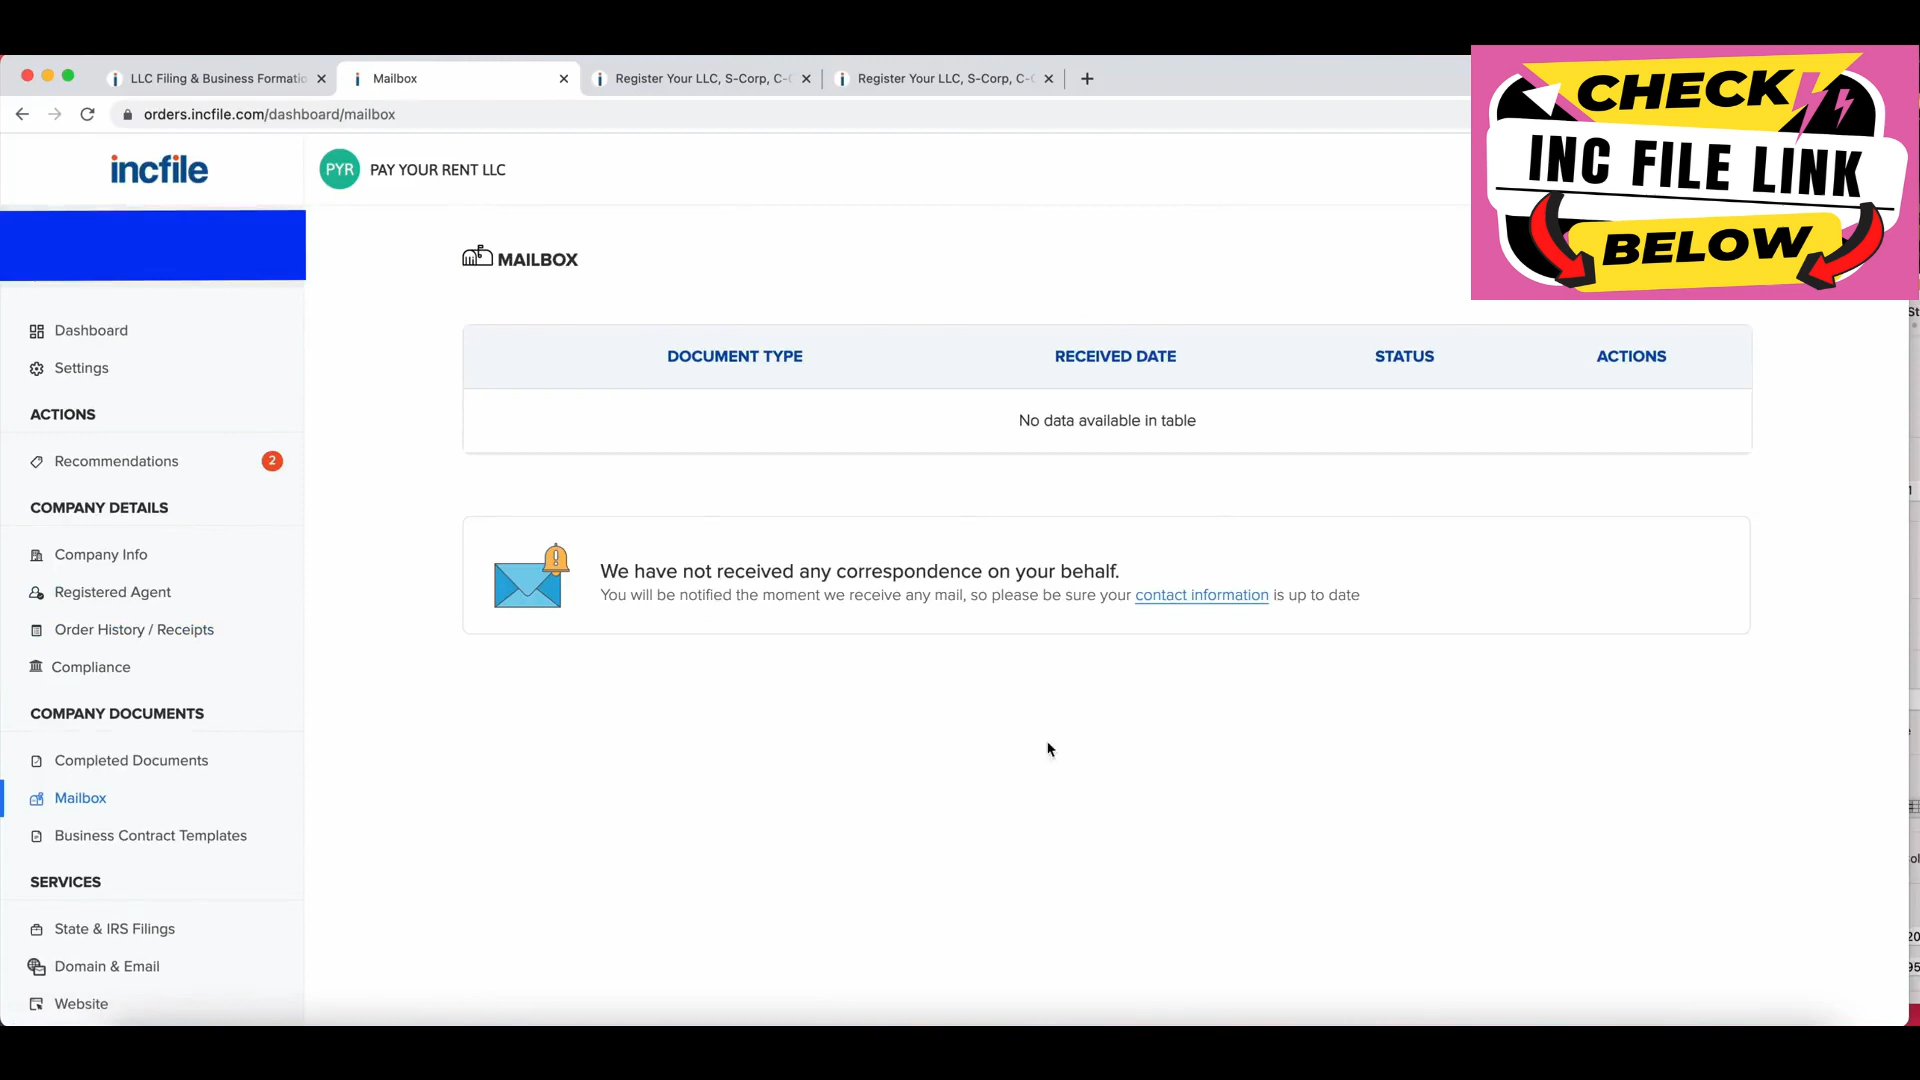 LLC Filing & Business Formatio
Mailbox
Register Your LLC, S-Corp, C-C
Register Your LLC, S-Corp, C-C
orders.incfile.com/dashboard/mailbox
CHECK
INC FILE LINK
BELOW
incfile
PYR
PAY YOUR RENT LLC
MAILBOX
Dashboard
Settings
ACTIONS
Recommendations
2
COMPANY DETAILS
Company Info
Registered Agent
Order History / Receipts
Compliance
COMPANY DOCUMENTS
Completed Documents
Mailbox
Business Contract Templates
SERVICES
State & IRS Filings
Domain & Email
Website
DOCUMENT TYPE RECEIVED DATE STATUS ACTIONS
No data available in table
We have not received any correspondence on your behalf.
You will be notified the moment we receive any mail, so please be sure your contact information is up to date